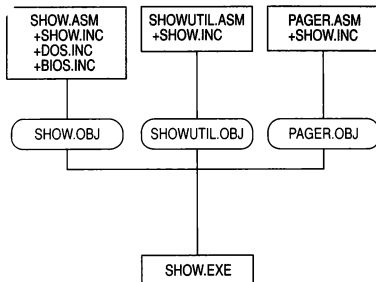 SHOW.ASM
+SHOW.INC
+DOS.INC
+BIOS.INC
SHOWUTIL.ASM
+SHOW.INC
PAGER.ASM
+SHOW.INC
SHOW.OBJ
SHOWUTIL.OBJ
PAGER.OBJ
SHOW.EXE